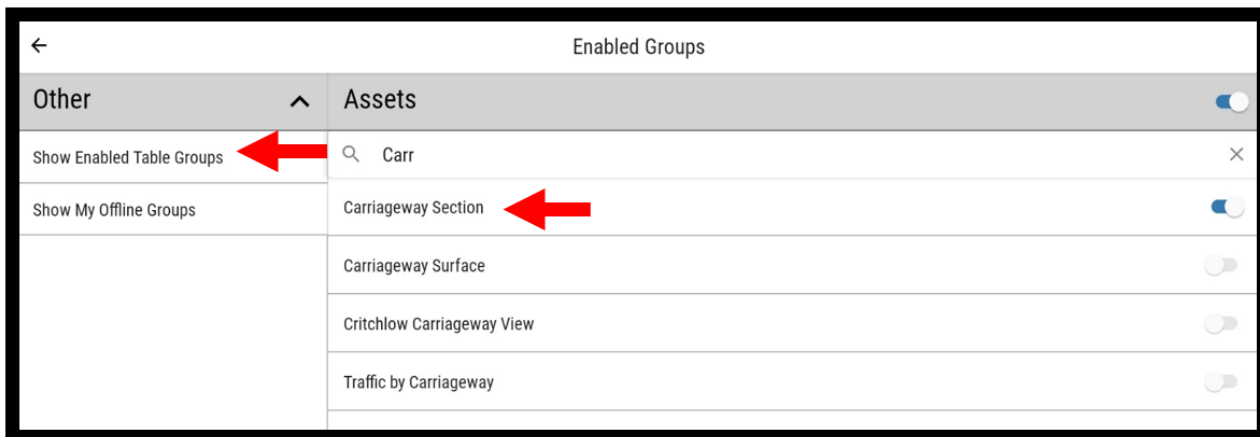 Enabled Groups
Other
Assets
Show Enabled Table Groups
Carr
Show My Offline Groups
Carriageway Section
Carriageway Surface
Critchlow Carriageway View
Traffic by Carriageway